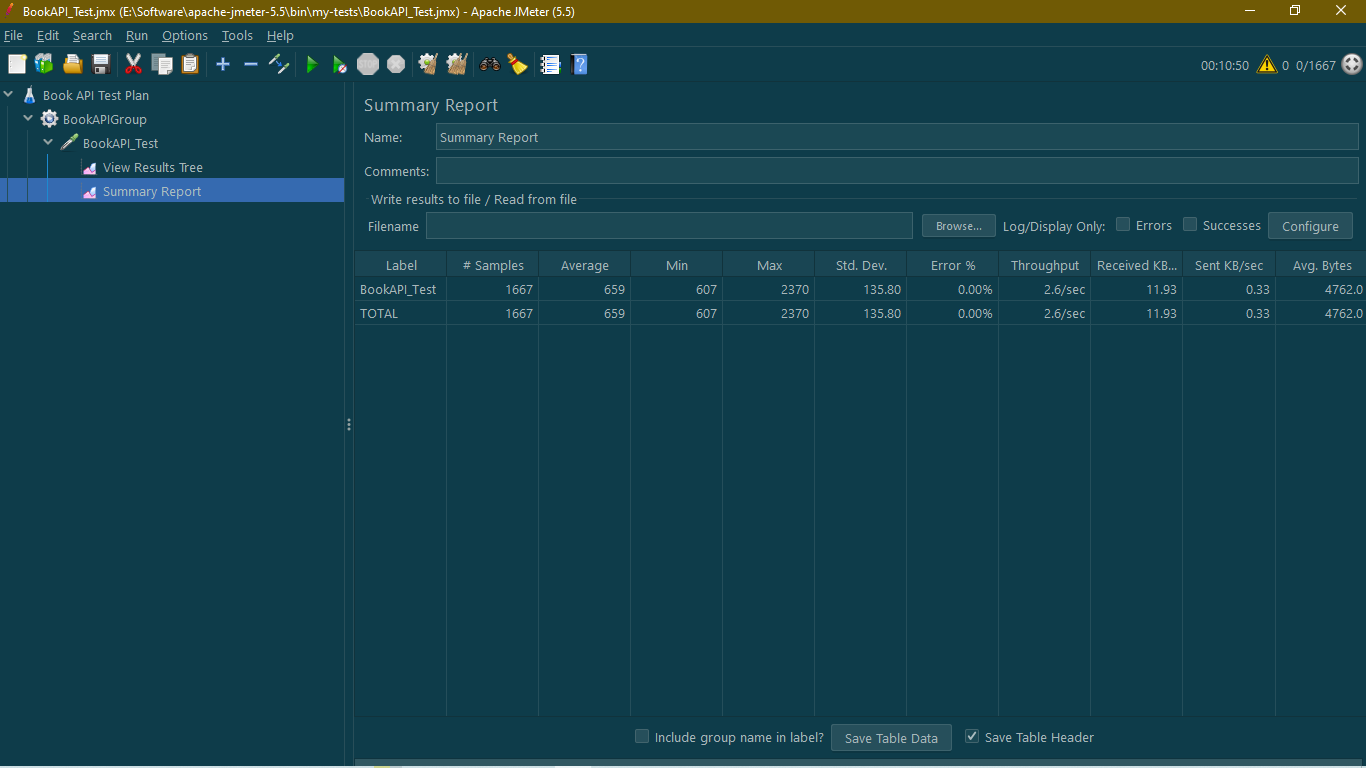 BookAPI_Test.jmx (E:\Software\apache-jmeter-5.5\bin\my-tests\BookAPI_Test.jmx) - Apache JMeter (5.5)
File Edit Search Run Options Tools Help
00:10:50 0 0/1667
Book API Test Plan
BookAPIGroup
BookAPI_Test
View Results Tree
Summary Report
Summary Report
Name: Summary Report
Comments:
Write results to file / Read from file
Filename Browse... Log/Display Only: Errors Successes Configure
Label # Samples Average Min Max Std. Dev. Error % Throughput Received KB... Sent KB/sec Avg. Bytes
BookAPI_Test 1667 659 607 2370 135.80 0.00% 2.6/sec 11.93 0.33 4762.0
TOTAL 1667 659 607 2370 135.80 0.00% 2.6/sec 11.93 0.33 4762.0
Include group name in label? Save Table Data Save Table Header